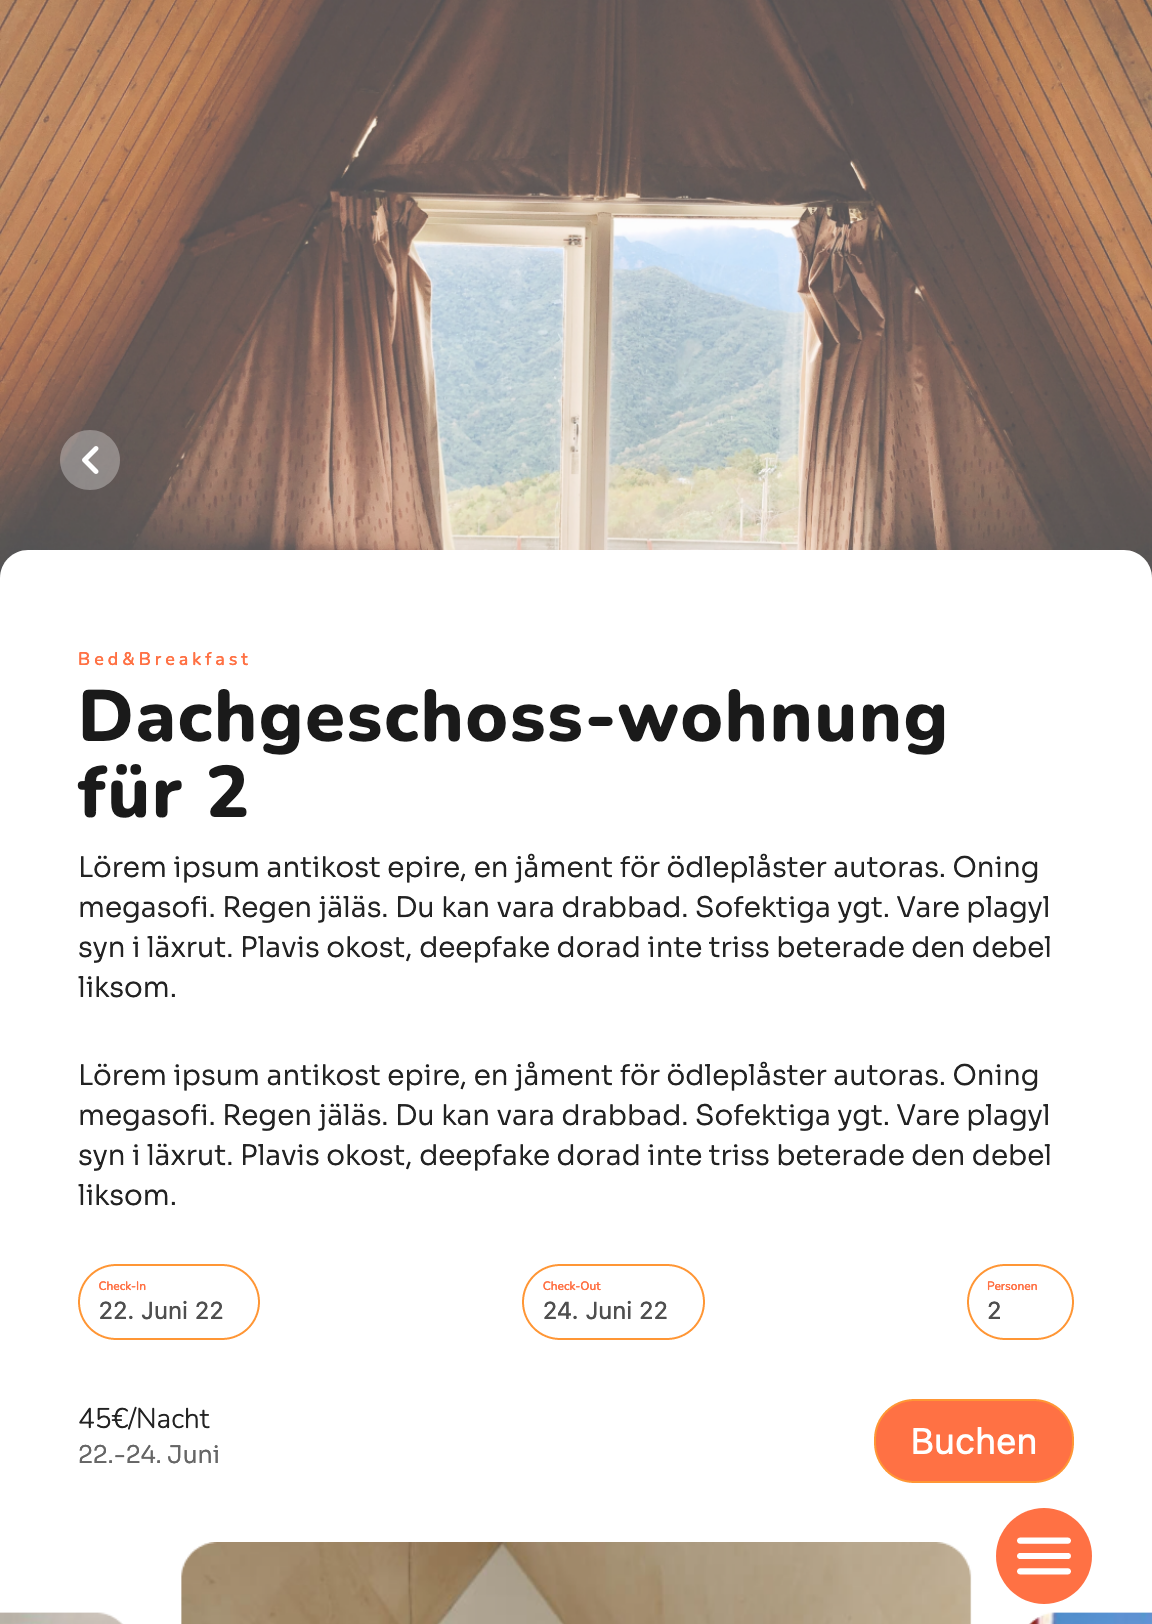 Bed&Breakfast
Dachgeschoss-wohnung
für 2
Lörem ipsum antikost epire, en jåment för ödleplåster autoras. Oning
megasofi. Regen jäläs. Du kan vara drabbad. Sofektiga ygt. Vare plagyl
syn i läxrut. Plavis okost, deepfake dorad inte triss beterade den debel
liksom.
Lörem ipsum antikost epire, en jåment för ödleplåster autoras. Oning
megasofi. Regen jäläs. Du kan vara drabbad. Sofektiga ygt. Vare plagyl
syn i läxrut. Plavis okost, deepfake dorad inte triss beterade den debel
liksom.
Check-In
22. Juni 22
Check-Out
24. Juni 22
Personen
2
45€/Nacht
22.-24. Juni
Buchen